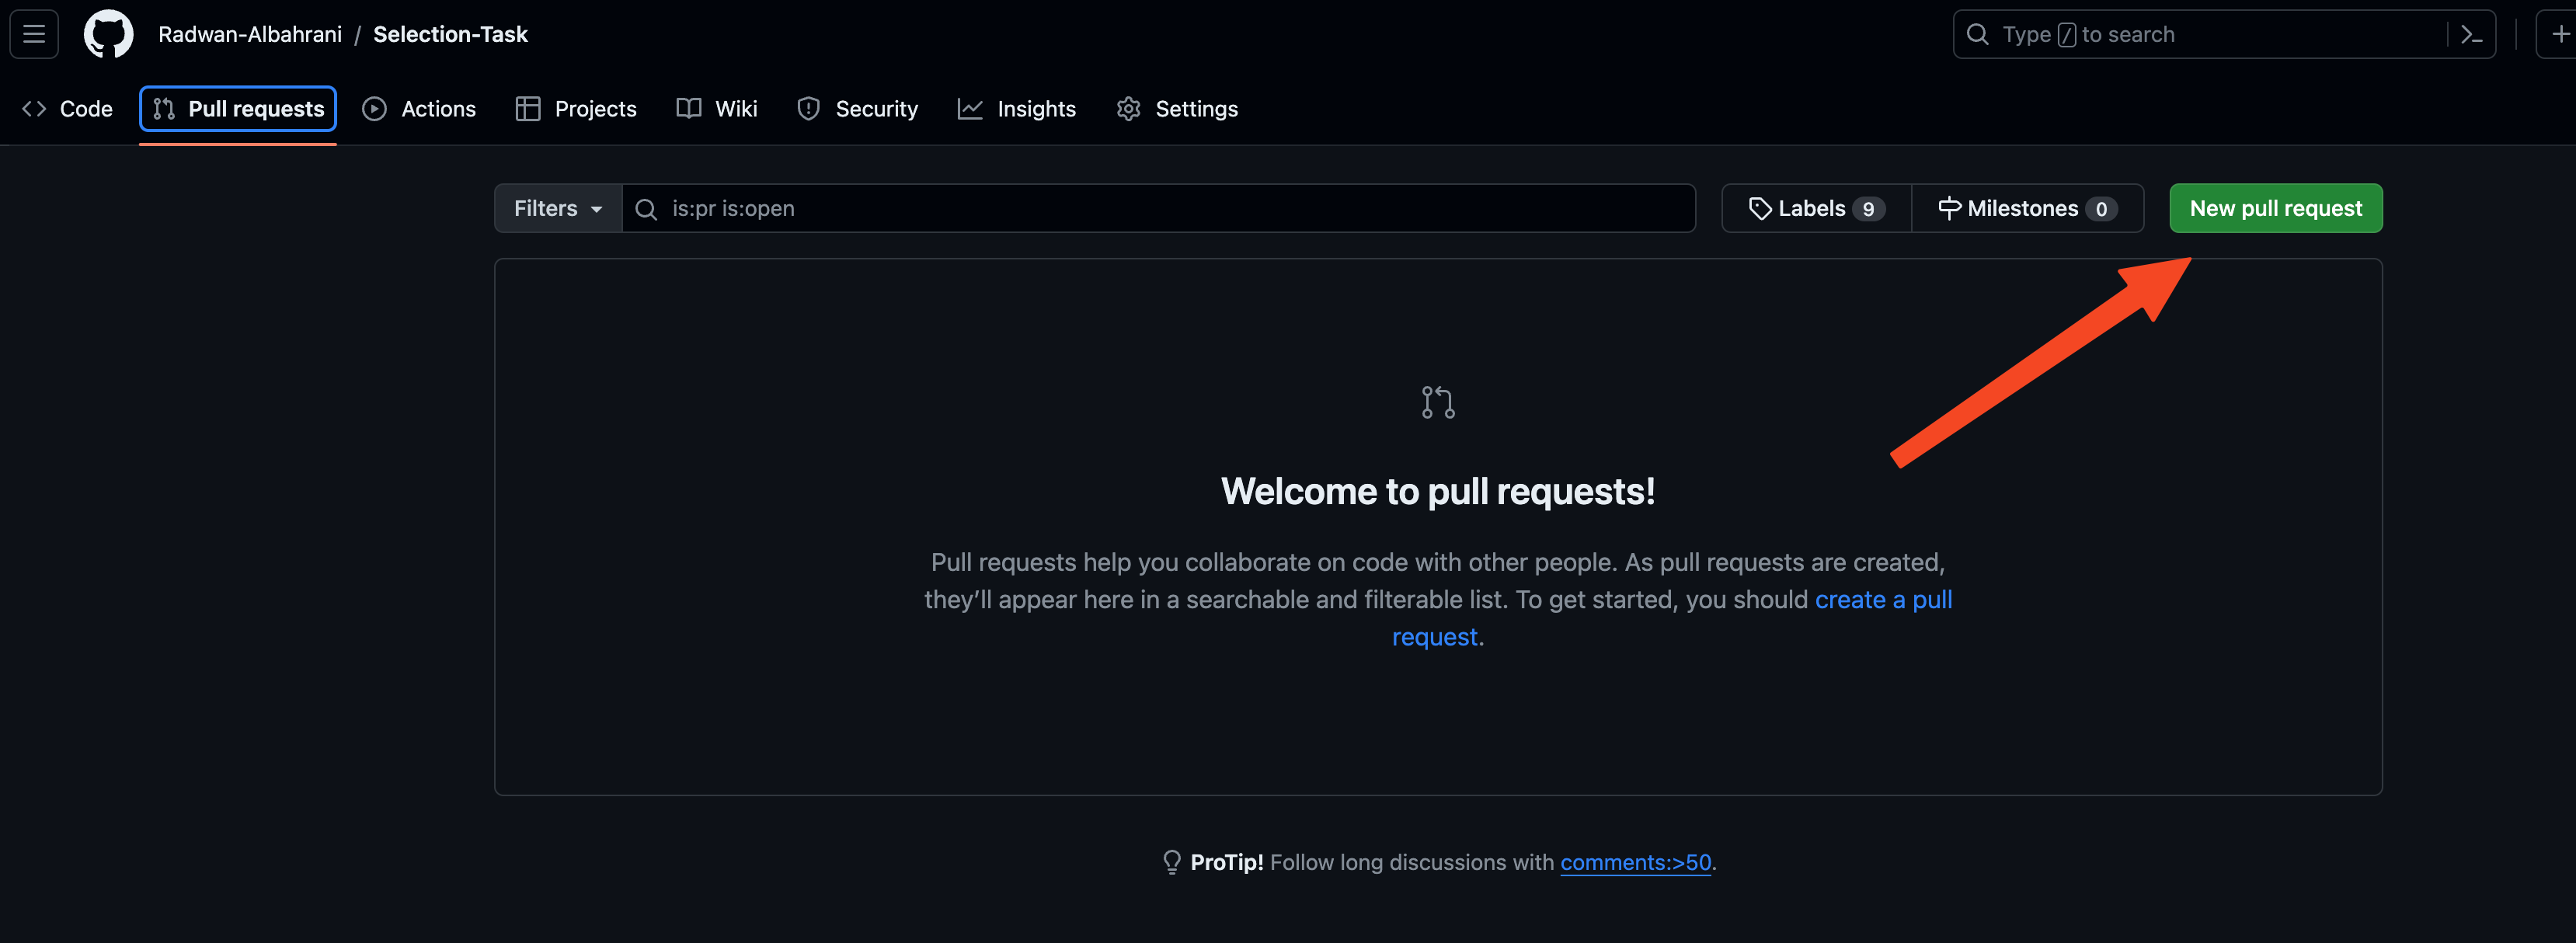 Radwan-Albahrani / Selection-Task
Type / to search
Code Pull requests Actions Projects Wiki Security Insights Settings
Filters is:pr is:open Labels 9 Milestones 0 New pull request
Welcome to pull requests!
Pull requests help you collaborate on code with other people. As pull requests are created,
they’ll appear here in a searchable and filterable list. To get started, you should create a pull
request.
ProTip! Follow long discussions with comments:>50.